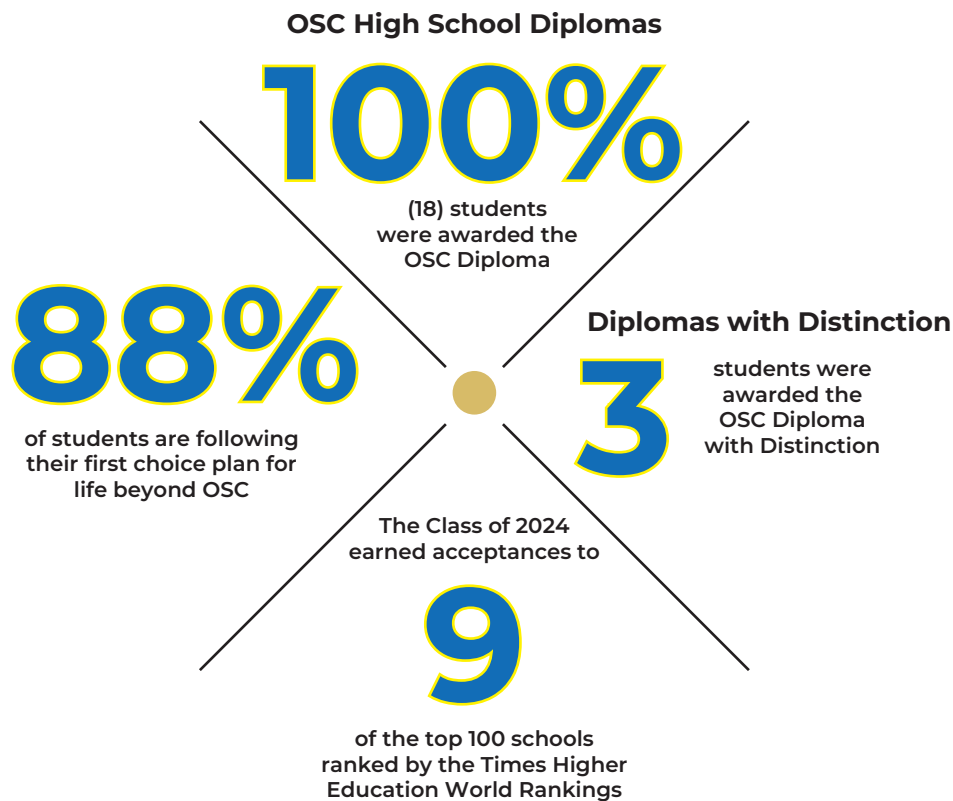 OSC High School Diplomas
100%
(18) students
were awarded the
OSC Diploma
88%
of students are following
their first choice plan for
life beyond OSC
Diplomas with Distinction
3
students were
awarded the
OSC Diploma
with Distinction
The Class of 2024
earned acceptances to
9
of the top 100 schools
ranked by the Times Higher
Education World Rankings